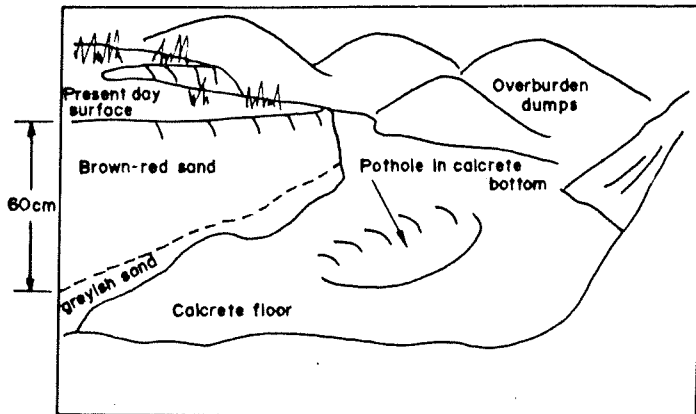 Overburden
dumps
Present day
surface
Brown-red sand
Pothole in calcrete
bottom
60cm
greyish sand
Calcrete floor